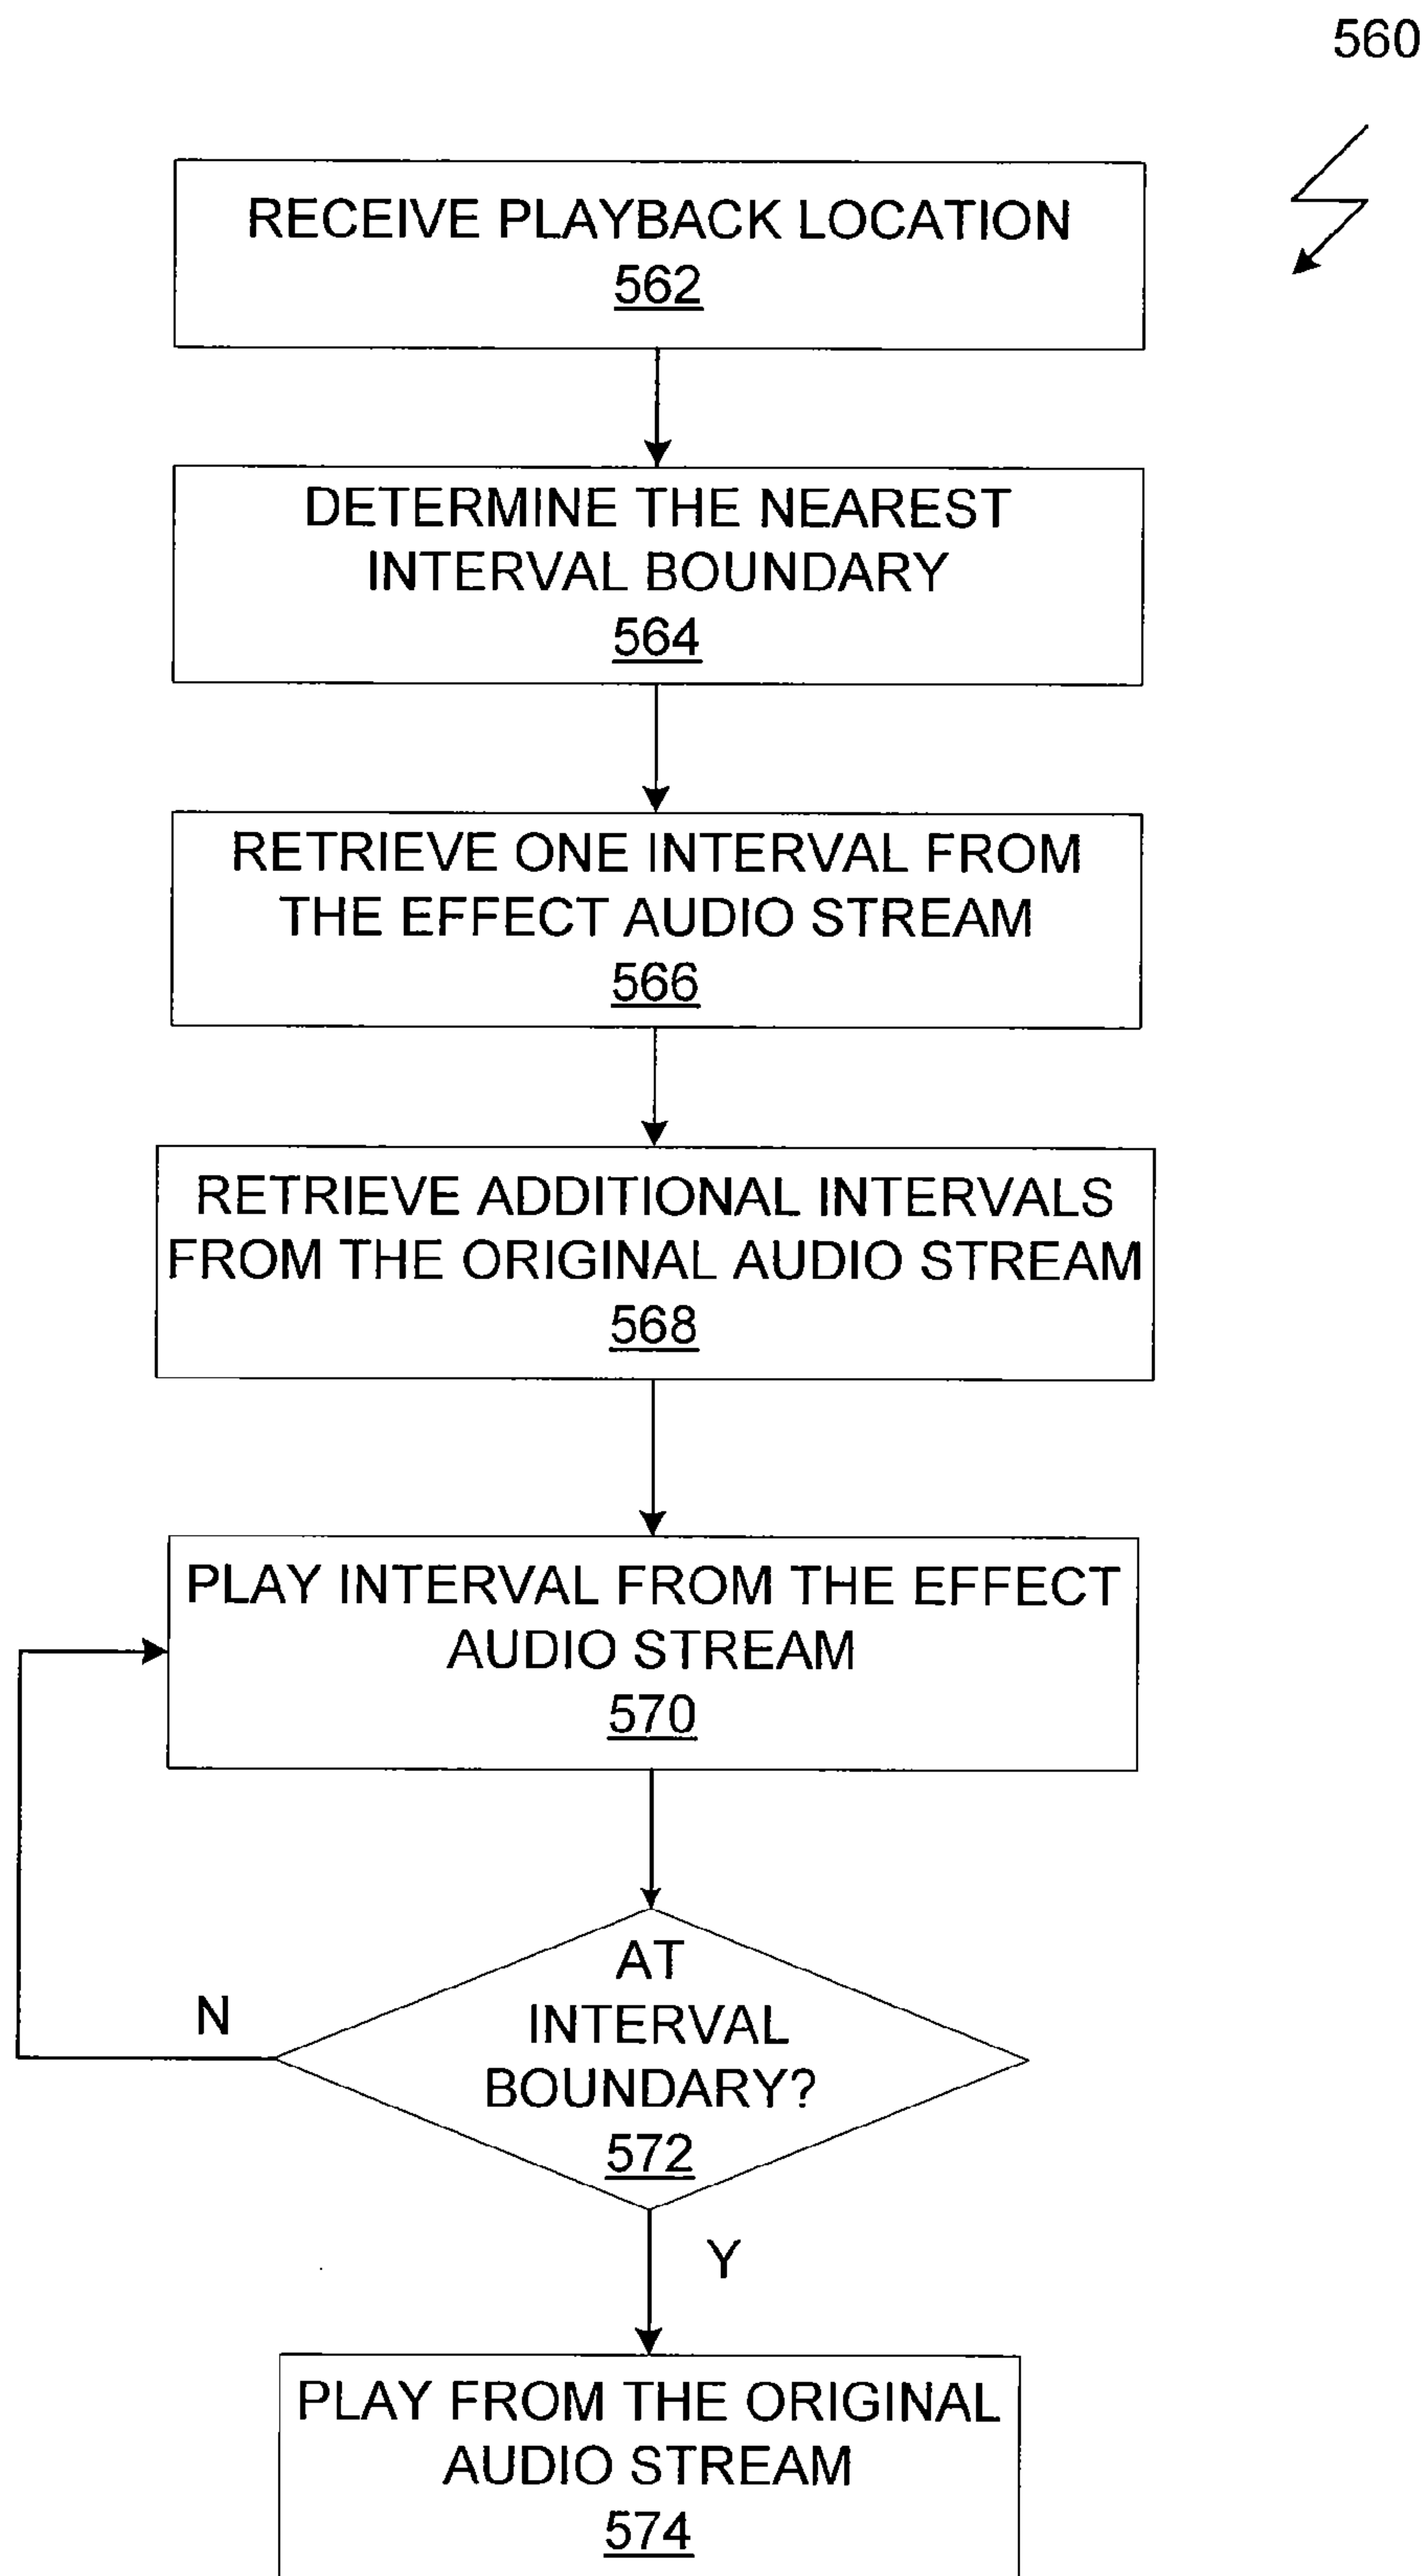 560
RECEIVE PLAYBACK LOCATION
562
DETERMINE THE NEAREST
INTERVAL BOUNDARY
564
RETRIEVE ONE INTERVAL FROM
THE EFFECT AUDIO STREAM
566
RETRIEVE ADDITIONAL INTERVALS
FROM THE ORIGINAL AUDIO STREAM
568
PLAY INTERVAL FROM THE EFFECT
AUDIO STREAM
570
AT
INTERVAL
BOUNDARY?
572
N
Y
PLAY FROM THE ORIGINAL
AUDIO STREAM
574